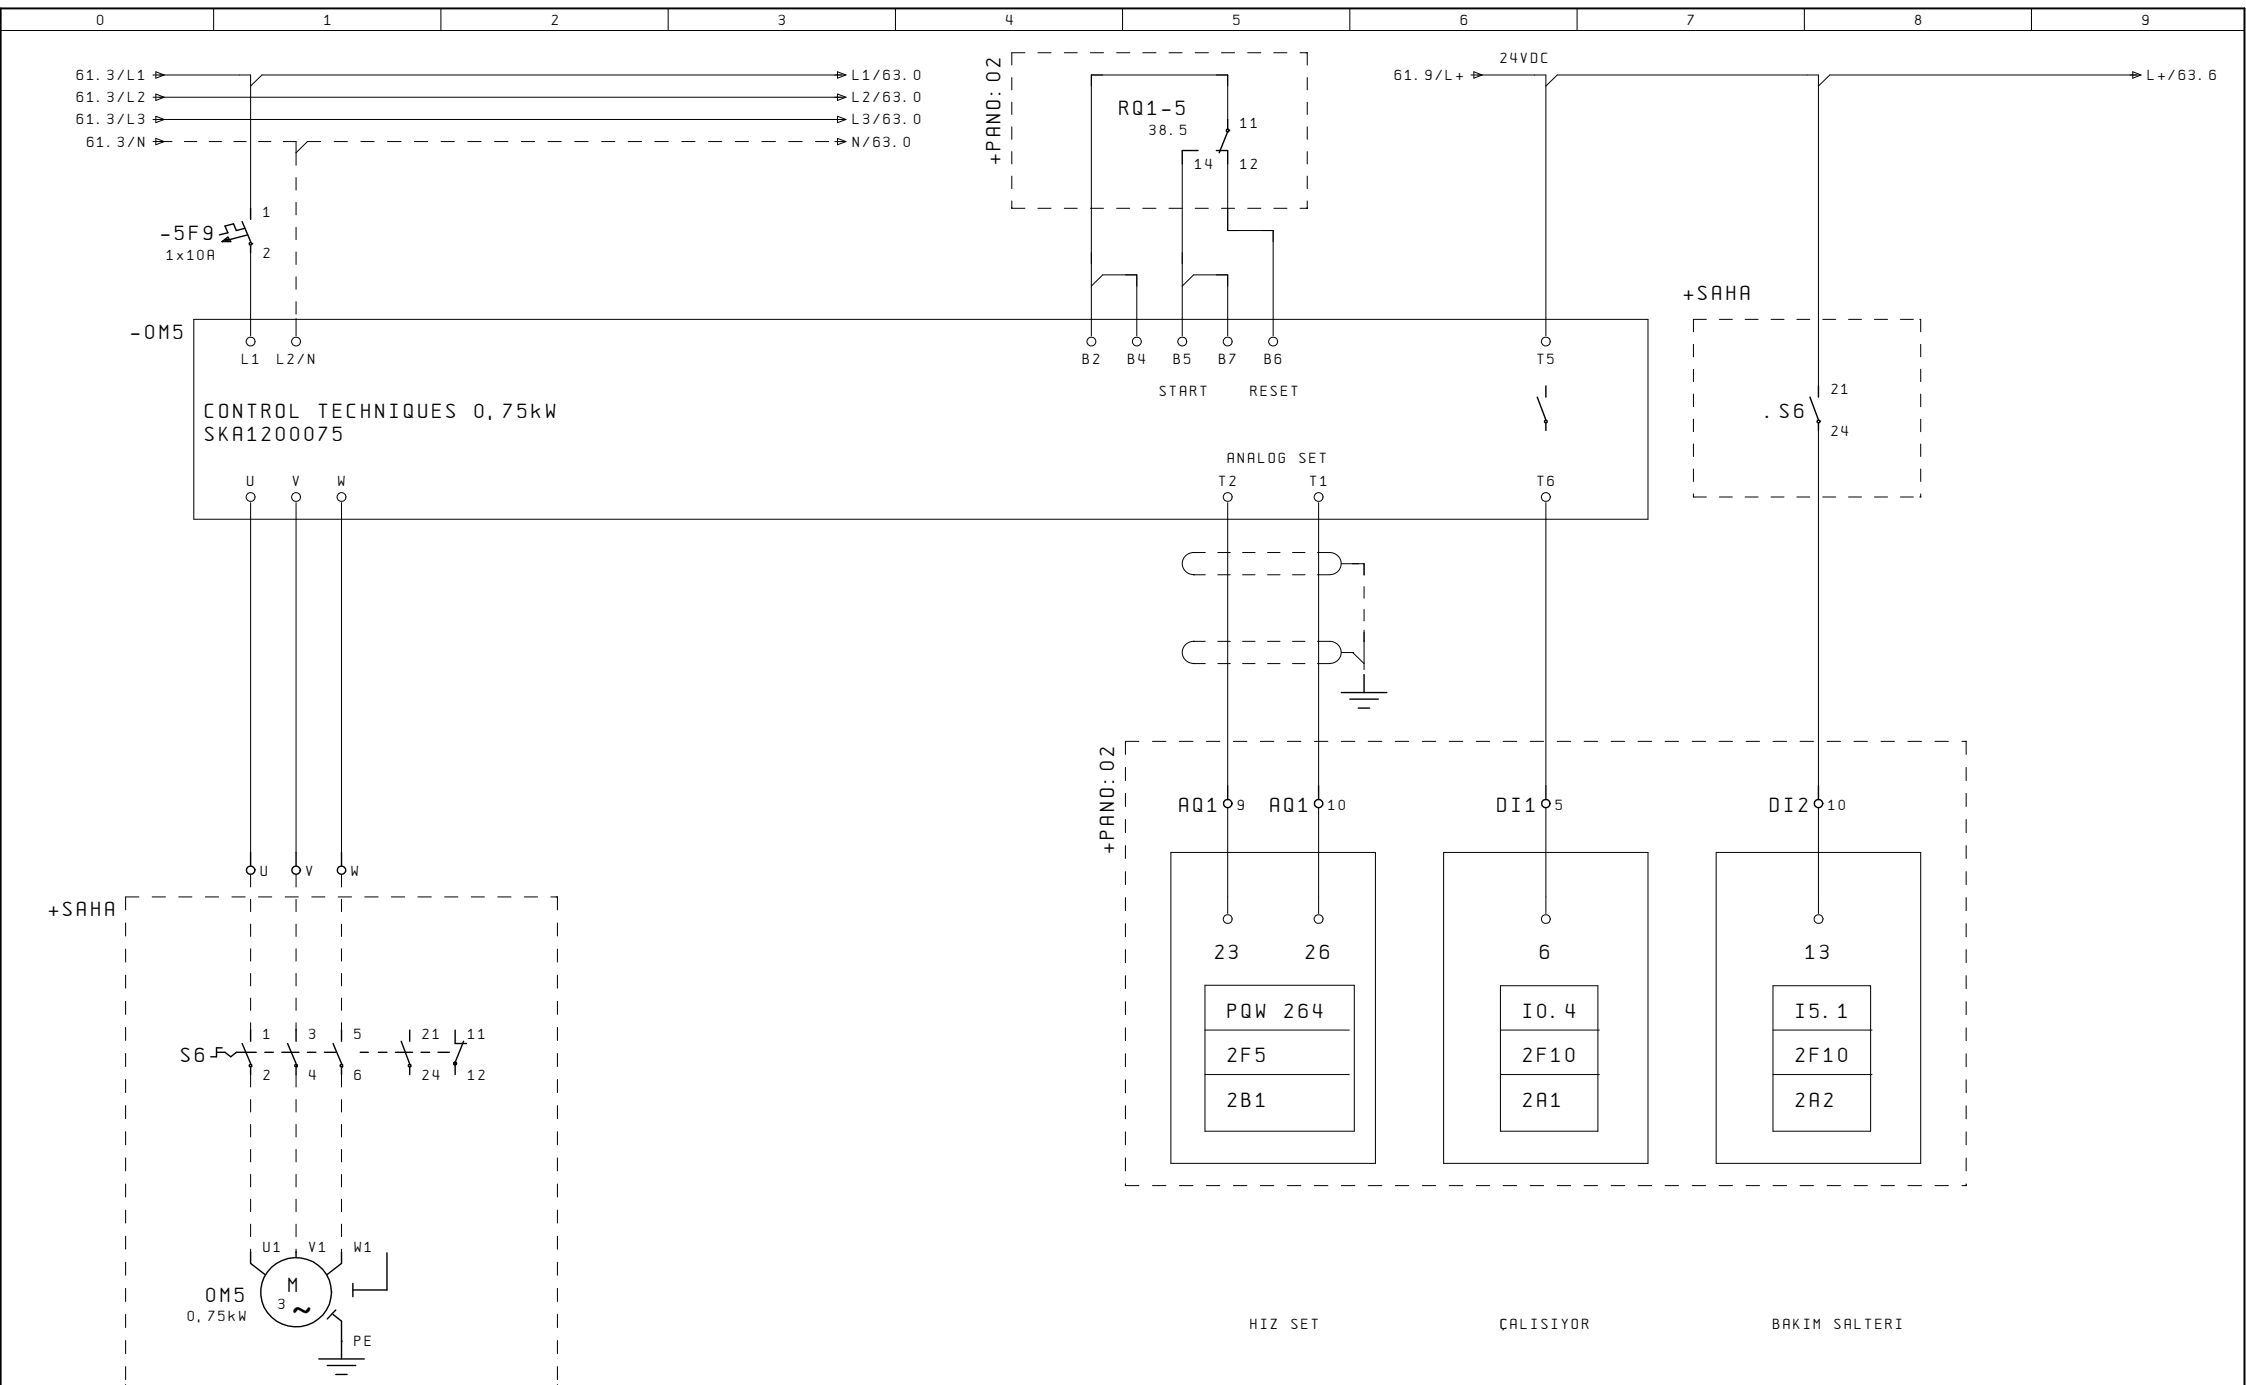 0 1 2 3 4 5 6 7 8 9
61.3/L1 L1/63.0
61.3/L2 L2/63.0
61.3/L3 L3/63.0
61.3/N N/63.0
+PANO:02
RQ1-5
38.5
11
14 12
24VDC
61.9/L+ L+/63.6
1
-5F9
1x10A
2
+SAHA
-0M5
L1 L2/N
B2 B4 B5 B7 B6
T5
START RESET
CONTROL TECHNIQUES 0,75kW
SKA1200075
21
.S6
24
ANALOG SET
U V W
T2 T1
T6
+PANO:02
AQ1 9 AQ1 10
DI1 5
DI2 10
U V W
+SAHA
23 26
6
13
PQW 264
2F5
2B1
I0.4
2F10
2A1
I5.1
2F10
2A2
1 3 5 21 11
S6
2 4 6 24 12
U1 V1 W1
M
3 ~
0M5
0,75kW
PE
HIZ SET
ÇALISIYOR
BAKIM SALTERI